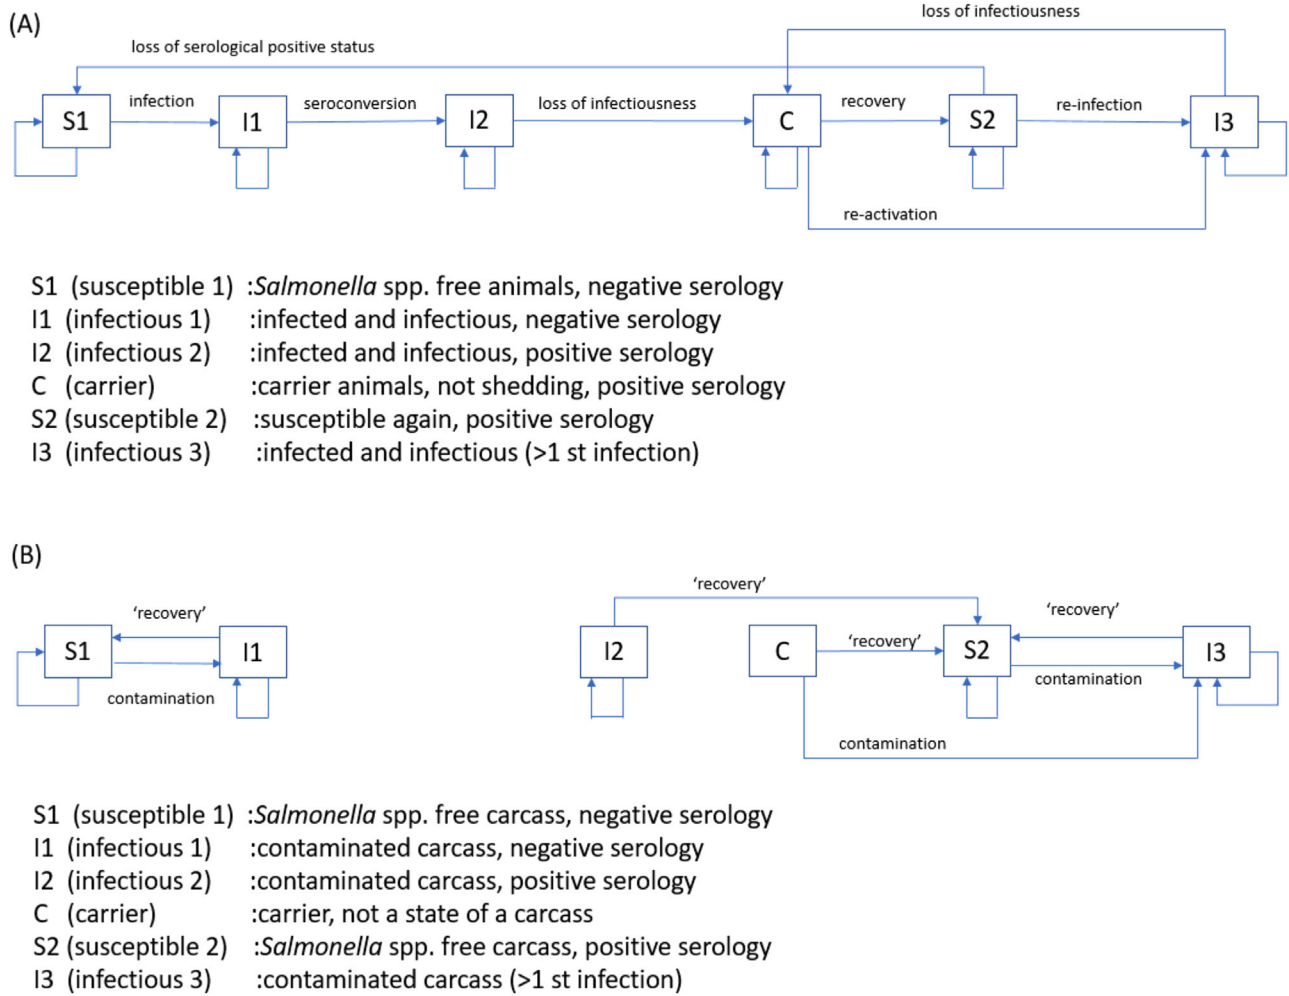 (A)
loss of infectiousness
loss of serological positive status
infection
seroconversion
loss of infectiousness
recovery
re-infection
S1
I1
I2
C
S2
I3
re-activation
S1 (susceptible 1) :Salmonella spp. free animals, negative serology
I1 (infectious 1) :infected and infectious, negative serology
I2 (infectious 2) :infected and infectious, positive serology
C (carrier) :carrier animals, not shedding, positive serology
S2 (susceptible 2) :susceptible again, positive serology
I3 (infectious 3) :infected and infectious (>1 st infection)
(B)
'recovery'
'recovery'
'recovery'
'recovery'
S1
I1
I2
C
S2
I3
contamination
contamination
contamination
S1 (susceptible 1) :Salmonella spp. free carcass, negative serology
I1 (infectious 1) :contaminated carcass, negative serology
I2 (infectious 2) :contaminated carcass, positive serology
C (carrier) :carrier, not a state of a carcass
S2 (susceptible 2) :Salmonella spp. free carcass, positive serology
I3 (infectious 3) :contaminated carcass (>1 st infection)